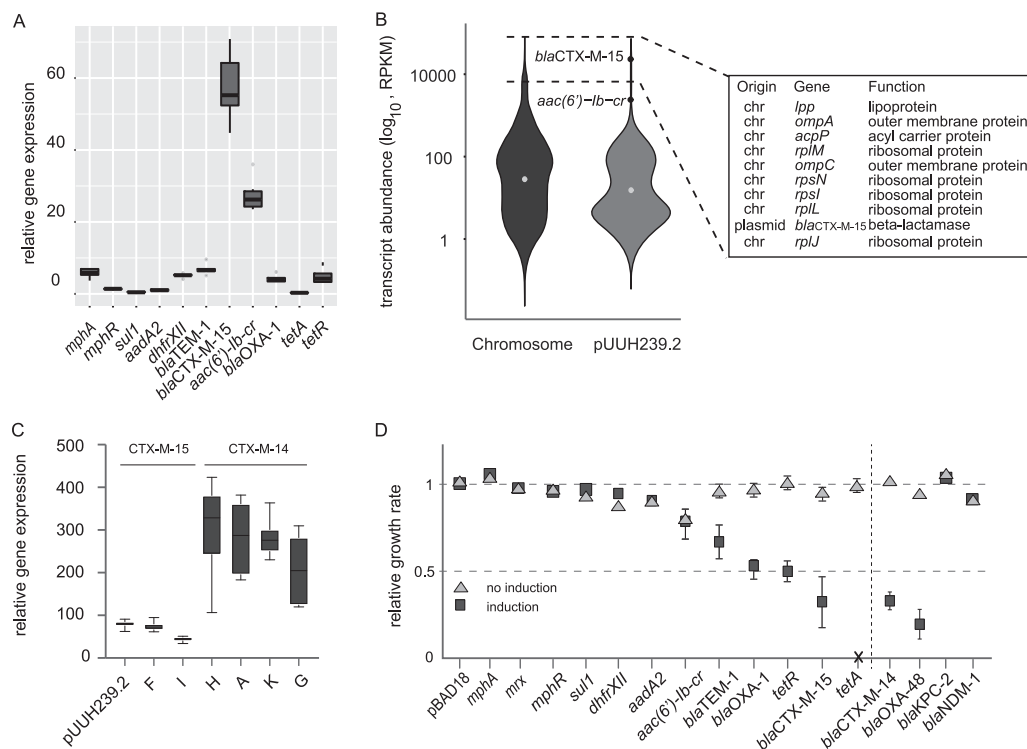 A
relative gene expression
60
40
20
0
mphA
mphR
sul1
aadA2
dhfrXII
blaTEM-1
blaCTX-M-15
aac(6')-Ib-cr
blaOXA-1
tetA
tetR
B
transcript abundance (log10, RPKM)
10000
100
1
blaCTX-M-15
aac(6')-Ib-cr
Chromosome
pUUH239.2
Origin Gene Function
chr lpp lipoprotein
chr ompA outer membrane protein
chr acpP acyl carrier protein
chr rplM ribosomal protein
chr ompC outer membrane protein
chr rpsN ribosomal protein
chr rpsI ribosomal protein
chr rplL ribosomal protein
plasmid blaCTX-M-15 beta-lactamase
chr rplJ ribosomal protein
C
CTX-M-15 CTX-M-14
relative gene expression
500
400
300
200
100
0
pUUH239.2
F
I
H
A
K
G
D
relative growth rate
1
0.5
0
no induction
induction
x
pBAD18
mphA
mrx
mphR
sul1
dhfrXII
aadA2
aac(6')-Ib-cr
blaTEM-1
blaOXA-1
tetR
blaCTX-M-15
tetA
blaCTX-M-14
blaOXA-48
blaKPC-2
blaNDM-1